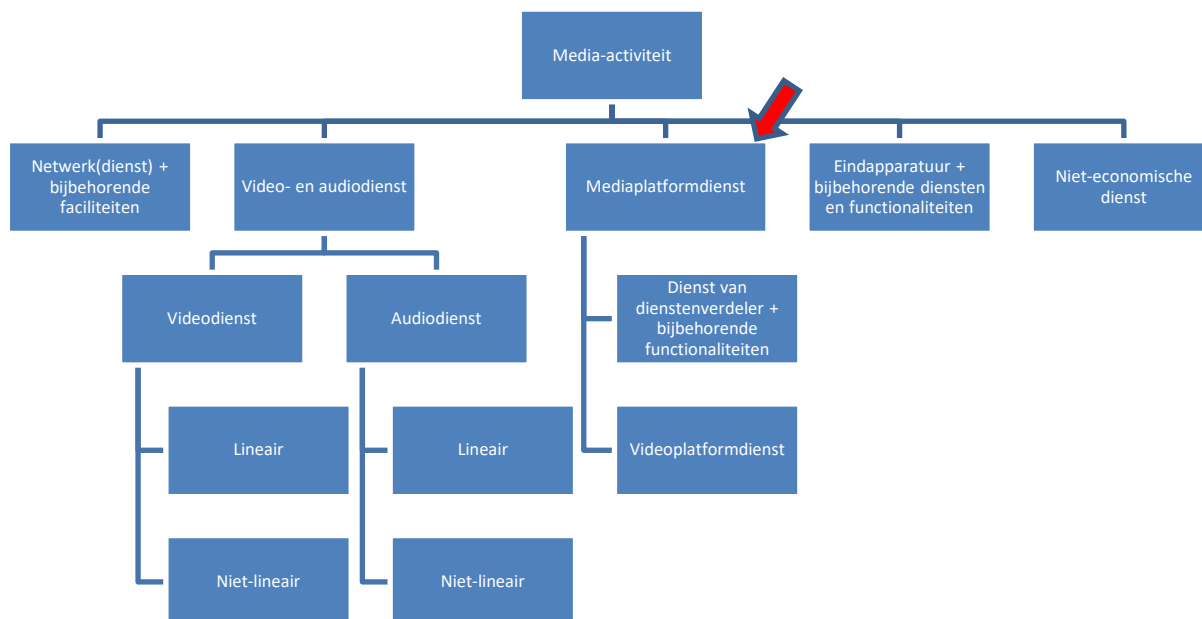 Media-activiteit
Netwerk(dienst) +
bijbehorende
faciliteiten
Video- en audiodienst
Mediaplatformdienst
Eindapparatuur +
bijbehorende diensten
en functionaliteiten
Niet-economische
dienst
Videodienst
Audiodienst
Dienst van
dienstenverdeler +
bijbehorende
functionaliteiten
Lineair
Lineair
Videoplatformdienst
Niet-lineair
Niet-lineair